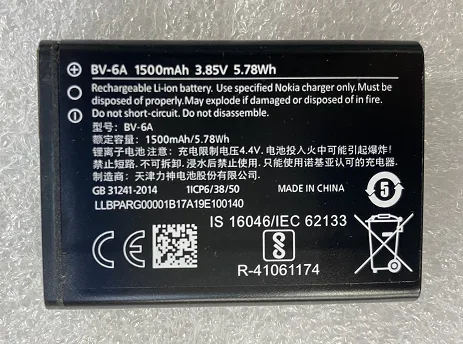 BV-6A 1500mAh 3.85V 5.78Wh
Rechargeable Li-ion battery. Use specified Nokia charger only.Must be
disposed of properly. May explode if damaged or disposed of in fire.
Do not short-circuit. Do not disassemble.
型号: BV-6A
额定容量: 1500mAh/5.78Wh
锂离子电池 注意: 充电限制电压4.4V. 电池投入火中可能引起爆炸!
禁止短路. 不可拆卸. 浸水后禁止使用. 只能使用诺基亚认可的充电器.
制造商: 天津力神电池股份有限公司
GB 31241-2014 1ICP6/38/50 MADE IN CHINA
5
LLBPARG00001B17A19E100140
IS 16046/IEC 62133
CE
R-41061174